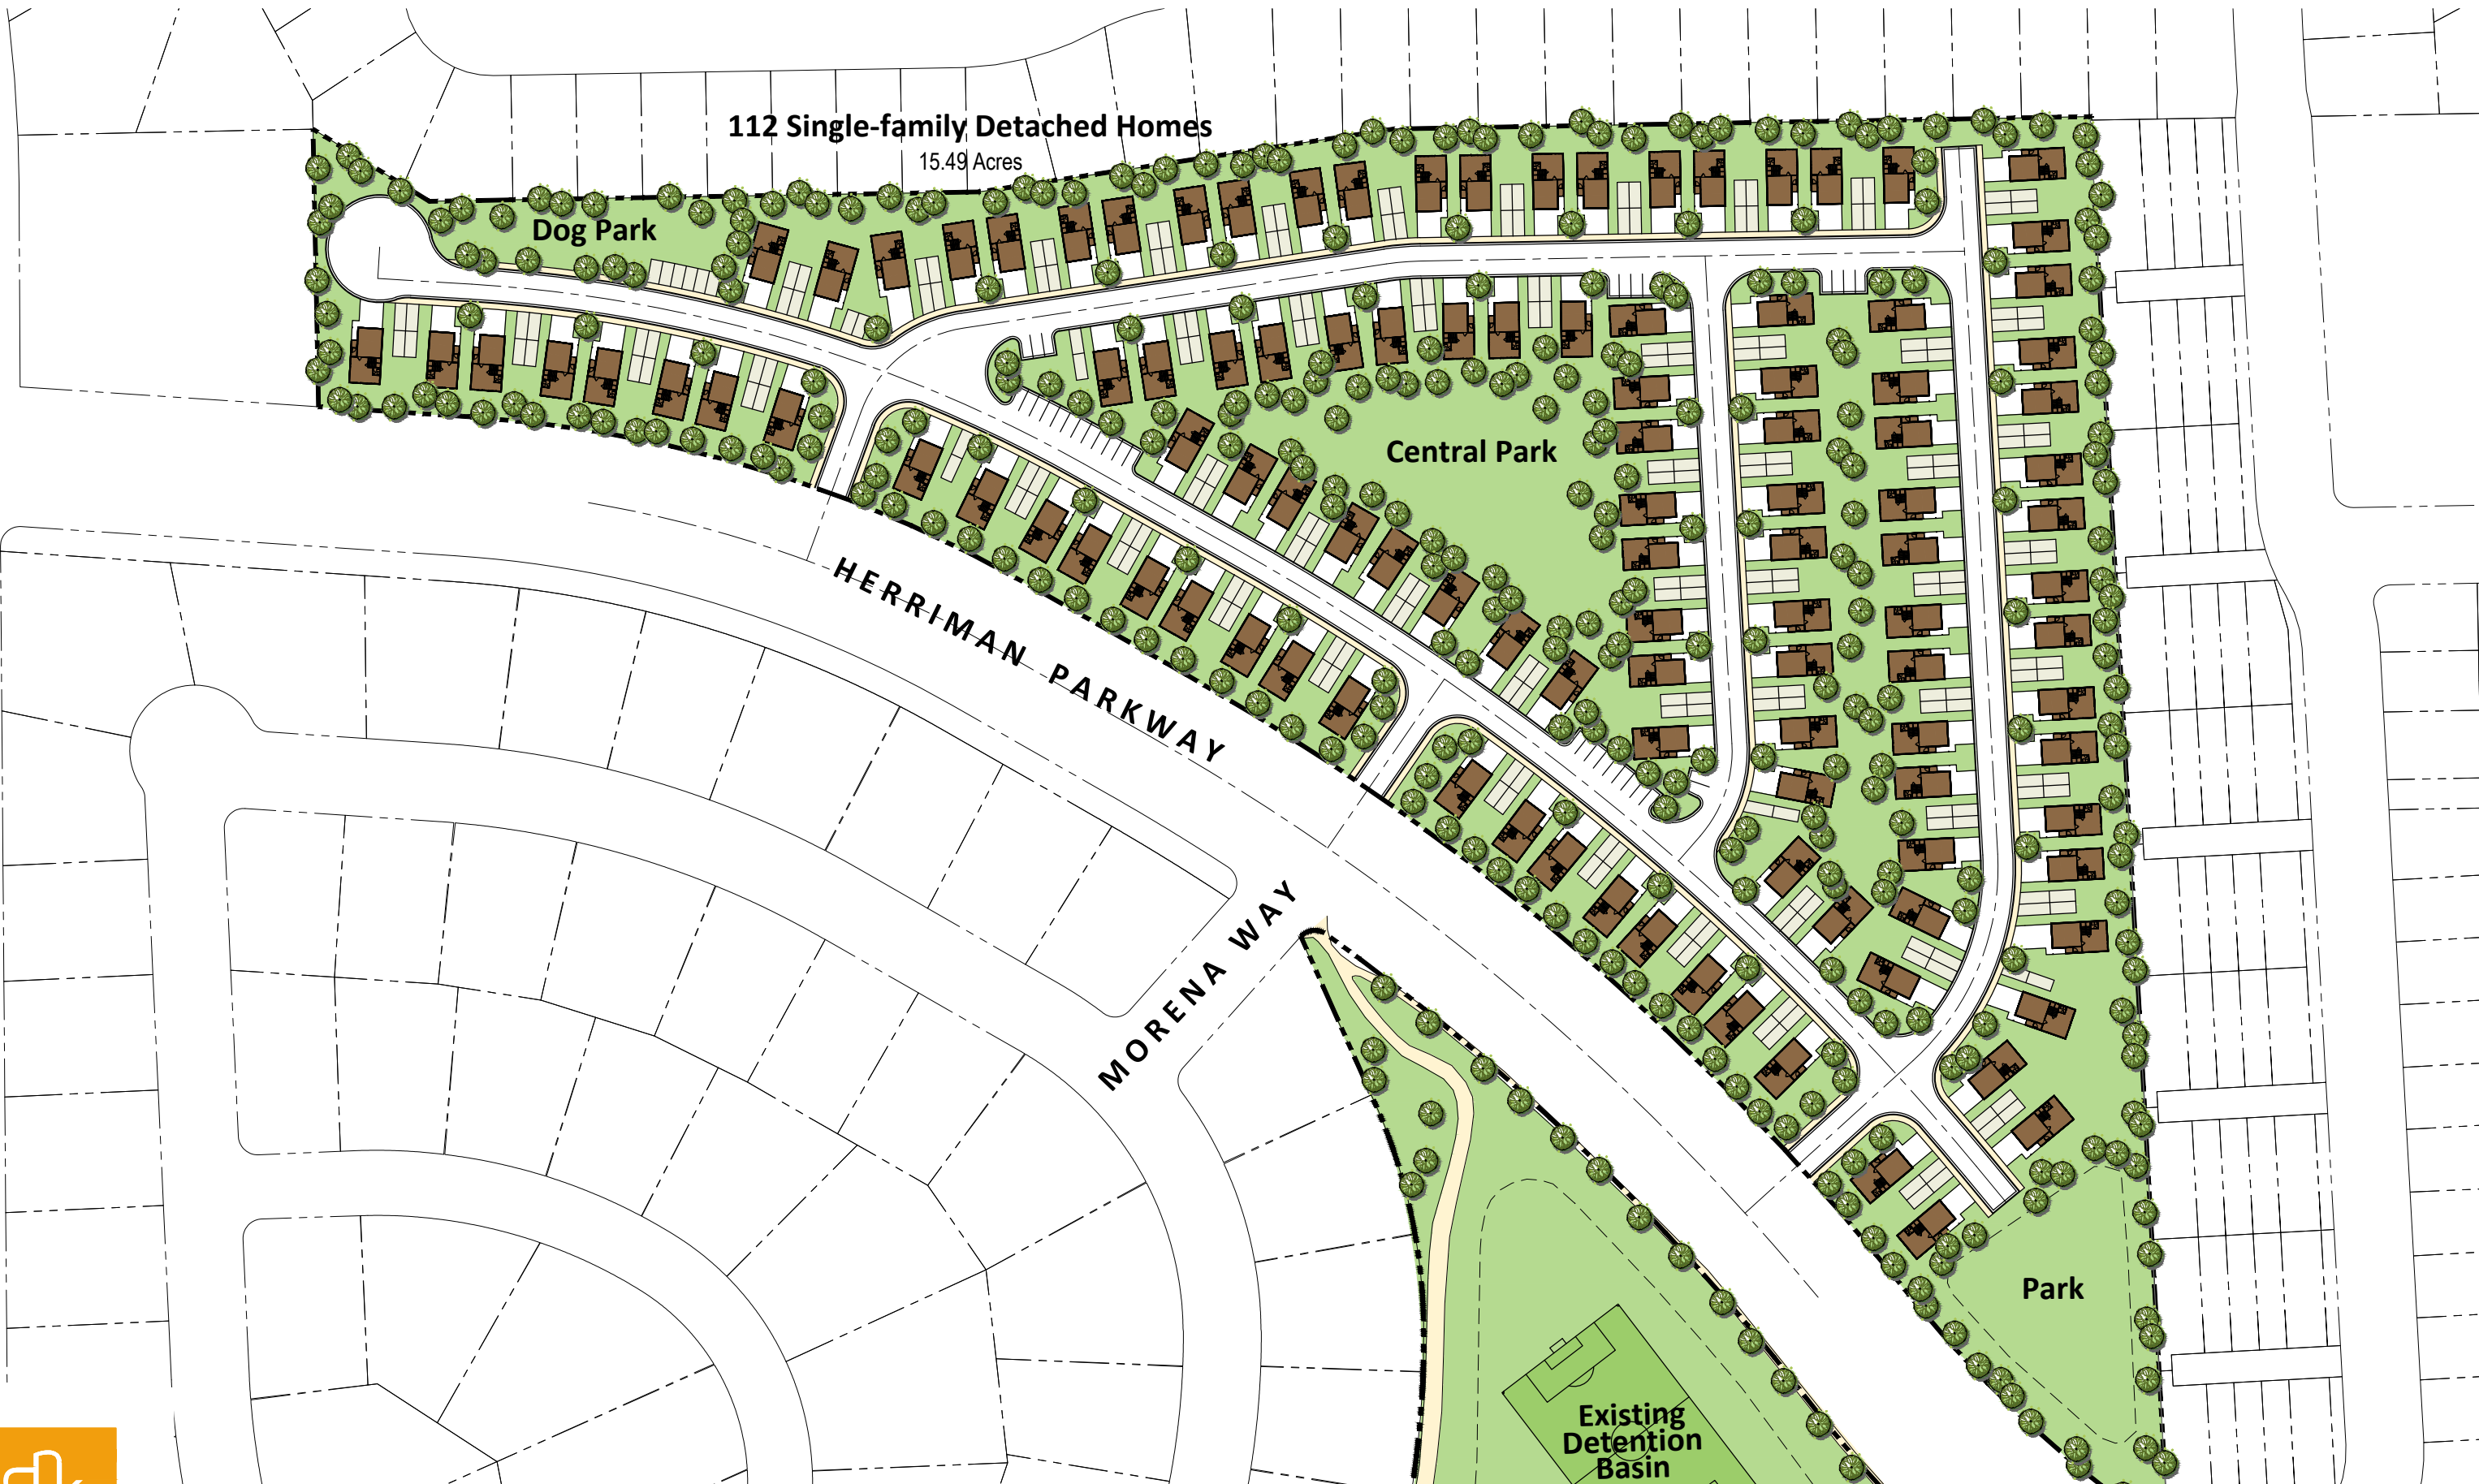 112 Single-family Detached Homes
15.49 Acres
Dog Park
Central Park
HERRIMAN PARKWAY
MORENA WAY
Park
Existing
Detention
Basin